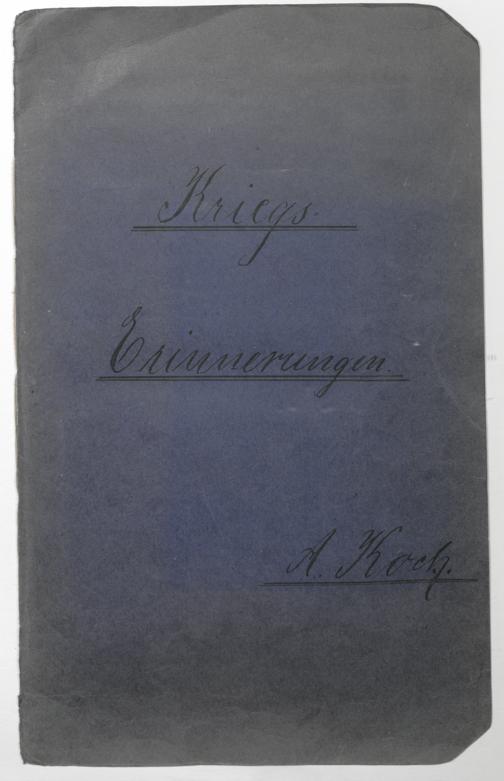 Kriegs.
Erinnerungen.
A. Koch.